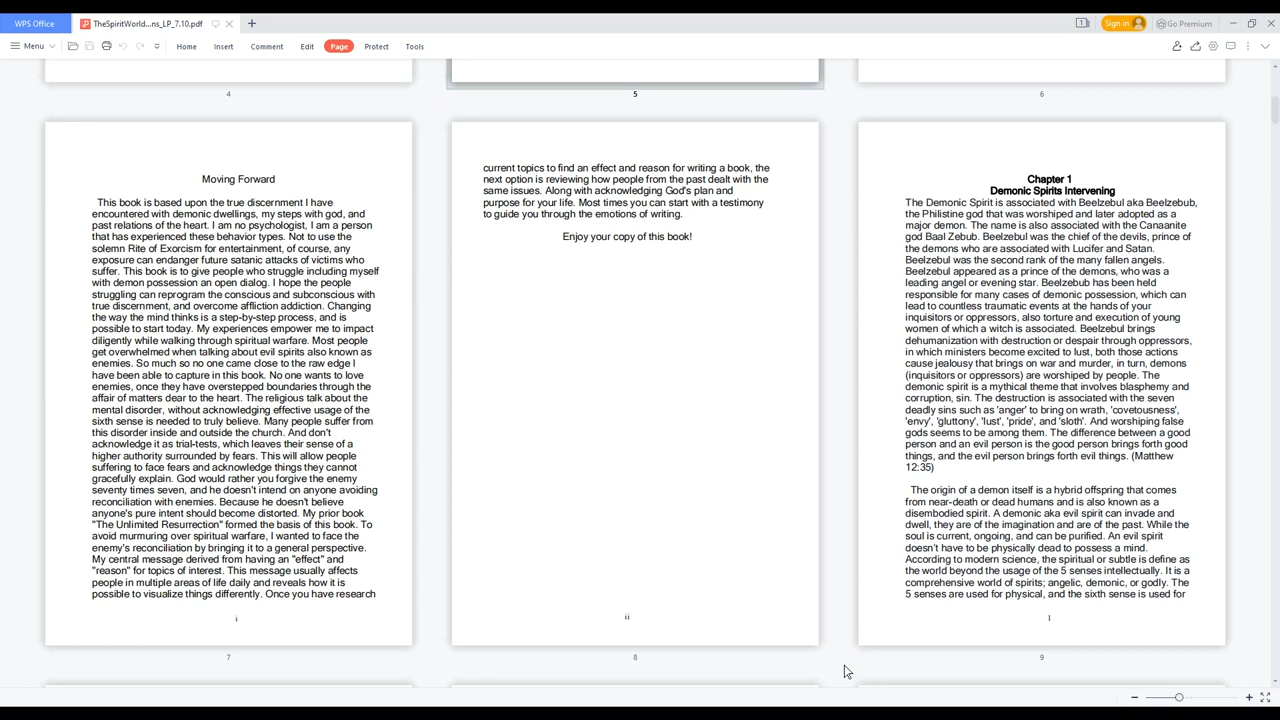 WPS Office
TheSpiritWorld...ns_LP_7.10.pdf
1
Sign in
Go Premium
Menu
Home
Insert
Comment
Edit
Page
Protect
Tools
4
5
6
Moving Forward
This book is based upon the true discernment I have
encountered with demonic dwellings, my steps with god, and
past relations of the heart. I am no psychologist, I am a person
that has experienced these behavior types. Not to use the
solemn Rite of Exorcism for entertainment, of course, any
exposure can endanger future satanic attacks of victims who
suffer. This book is to give people who struggle including myself
with demon possession an open dialog. I hope the people
struggling can reprogram the conscious and subconscious with
true discernment, and overcome affliction addiction. Changing
the way the mind thinks is a step-by-step process, and is
possible to start today. My experiences empower me to impact
diligently while walking through spiritual warfare. Most people
get overwhelmed when talking about evil spirits also known as
enemies. So much so no one came close to the raw edge I
have been able to capture in this book. No one wants to love
enemies, once they have overstepped boundaries through the
affair of matters dear to the heart. The religious talk about the
mental disorder, without acknowledging effective usage of the
sixth sense is needed to truly believe. Many people suffer from
this disorder inside and outside the church. And don't
acknowledge it as trial-tests, which leaves their sense of a
higher authority surrounded by fears. This will allow people
suffering to face fears and acknowledge things they cannot
gracefully explain. God would rather you forgive the enemy
seventy times seven, and he doesn't intend on anyone avoiding
reconciliation with enemies. Because he doesn't believe
anyone's pure intent should become distorted. My prior book
"The Unlimited Resurrection" formed the basis of this book. To
avoid murmuring over spiritual warfare, I wanted to face the
enemy's reconciliation by bringing it to a general perspective.
My central message derived from having an "effect" and
"reason" for topics of interest. This message usually affects
people in multiple areas of life daily and reveals how it is
possible to visualize things differently. Once you have research
i
7
current topics to find an effect and reason for writing a book, the
next option is reviewing how people from the past dealt with the
same issues. Along with acknowledging God's plan and
purpose for your life. Most times you can start with a testimony
to guide you through the emotions of writing.
Enjoy your copy of this book!
ii
8
Chapter 1
Demonic Spirits Intervening
The Demonic Spirit is associated with Beelzebul aka Beelzebub,
the Philistine god that was worshiped and later adopted as a
major demon. The name is also associated with the Canaanite
god Baal Zebub. Beelzebul was the chief of the devils, prince of
the demons who are associated with Lucifer and Satan.
Beelzebul was the second rank of the many fallen angels.
Beelzebul appeared as a prince of the demons, who was a
leading angel or evening star. Beelzebub has been held
responsible for many cases of demonic possession, which can
lead to countless traumatic events at the hands of your
inquisitors or oppressors, also torture and execution of young
women of which a witch is associated. Beelzebul brings
dehumanization with destruction or despair through oppressors,
in which ministers become excited to lust, both those actions
cause jealousy that brings on war and murder, in turn, demons
(inquisitors or oppressors) are worshiped by people. The
demonic spirit is a mythical theme that involves blasphemy and
corruption, sin. The destruction is associated with the seven
deadly sins such as 'anger' to bring on wrath, 'covetousness',
'envy', 'gluttony', 'lust', 'pride', and 'sloth'. And worshiping false
gods seems to be among them. The difference between a good
person and an evil person is the good person brings forth good
things, and the evil person brings forth evil things. (Matthew
12:35)
The origin of a demon itself is a hybrid offspring that comes
from near-death or dead humans and is also known as a
disembodied spirit. A demonic aka evil spirit can invade and
dwell, they are of the imagination and are of the past. While the
soul is current, ongoing, and can be purified. An evil spirit
doesn't have to be physically dead to possess a mind.
According to modern science, the spiritual or subtle is define as
the world beyond the usage of the 5 senses intellectually. It is a
comprehensive world of spirits; angelic, demonic, or godly. The
5 senses are used for physical, and the sixth sense is used for
I
9